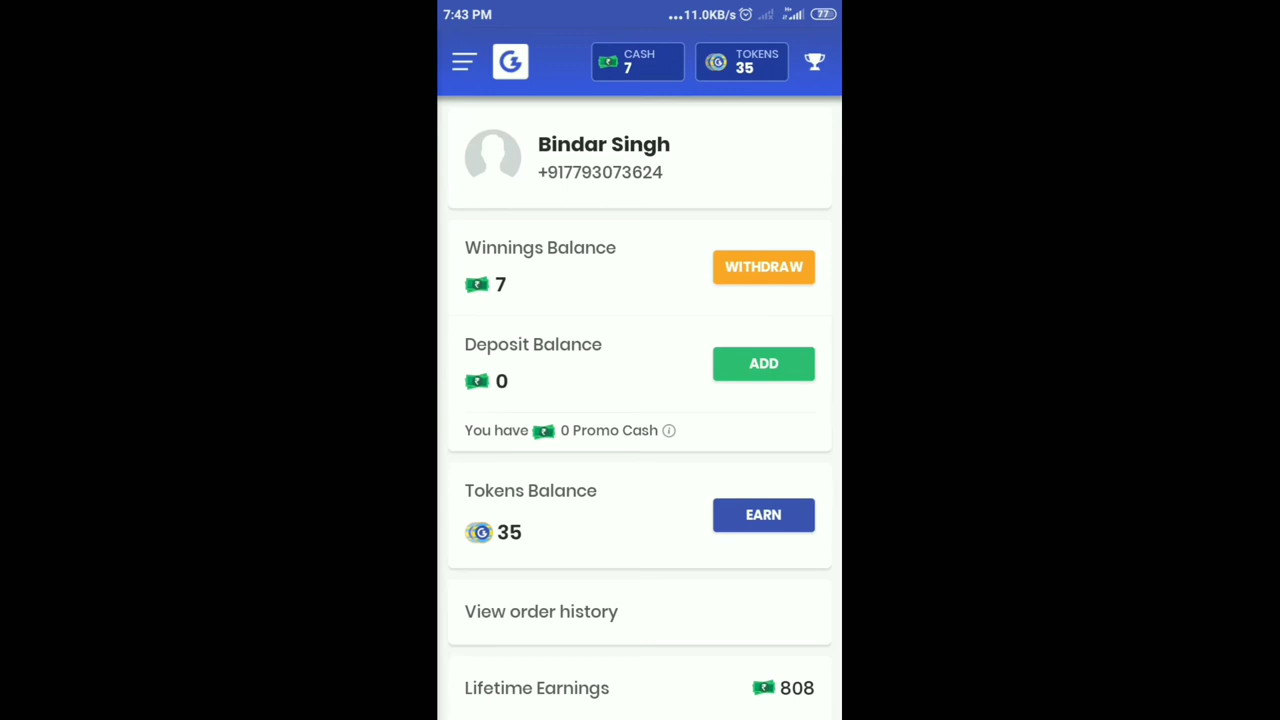 7:43 PM ...11.0KB/s 77
CASH
7
TOKENS
35
Bindar Singh
+917793073624
Winnings Balance
7
WITHDRAW
Deposit Balance
0
ADD
You have 0 Promo Cash
Tokens Balance
35
EARN
View order history
Lifetime Earnings 808